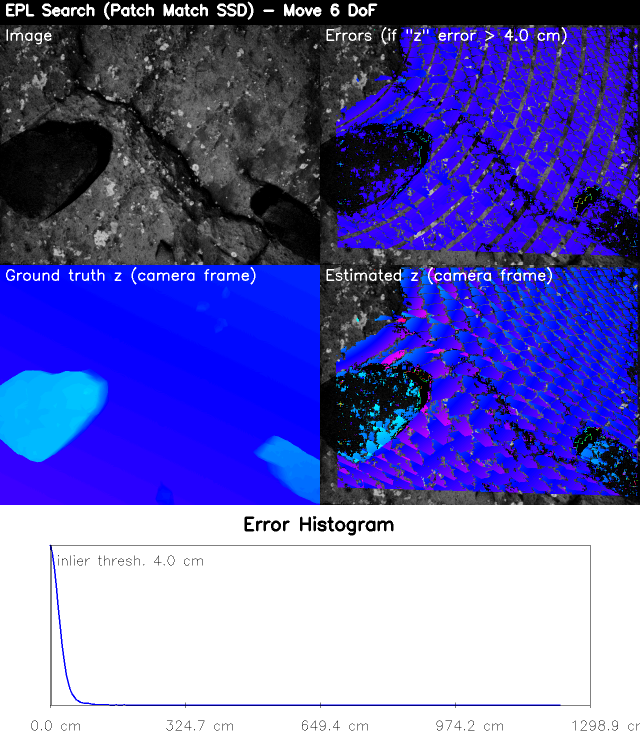 EPL Search (Patch Match SSD) - Move 6 DoF
Image
Errors (if "z" error > 4.0 cm)
Ground truth z (camera frame)
Estimated z (camera frame)
Error Histogram
inlier thresh. 4.0 cm
0.0 cm
324.7 cm
649.4 cm
974.2 cm
1298.9 c